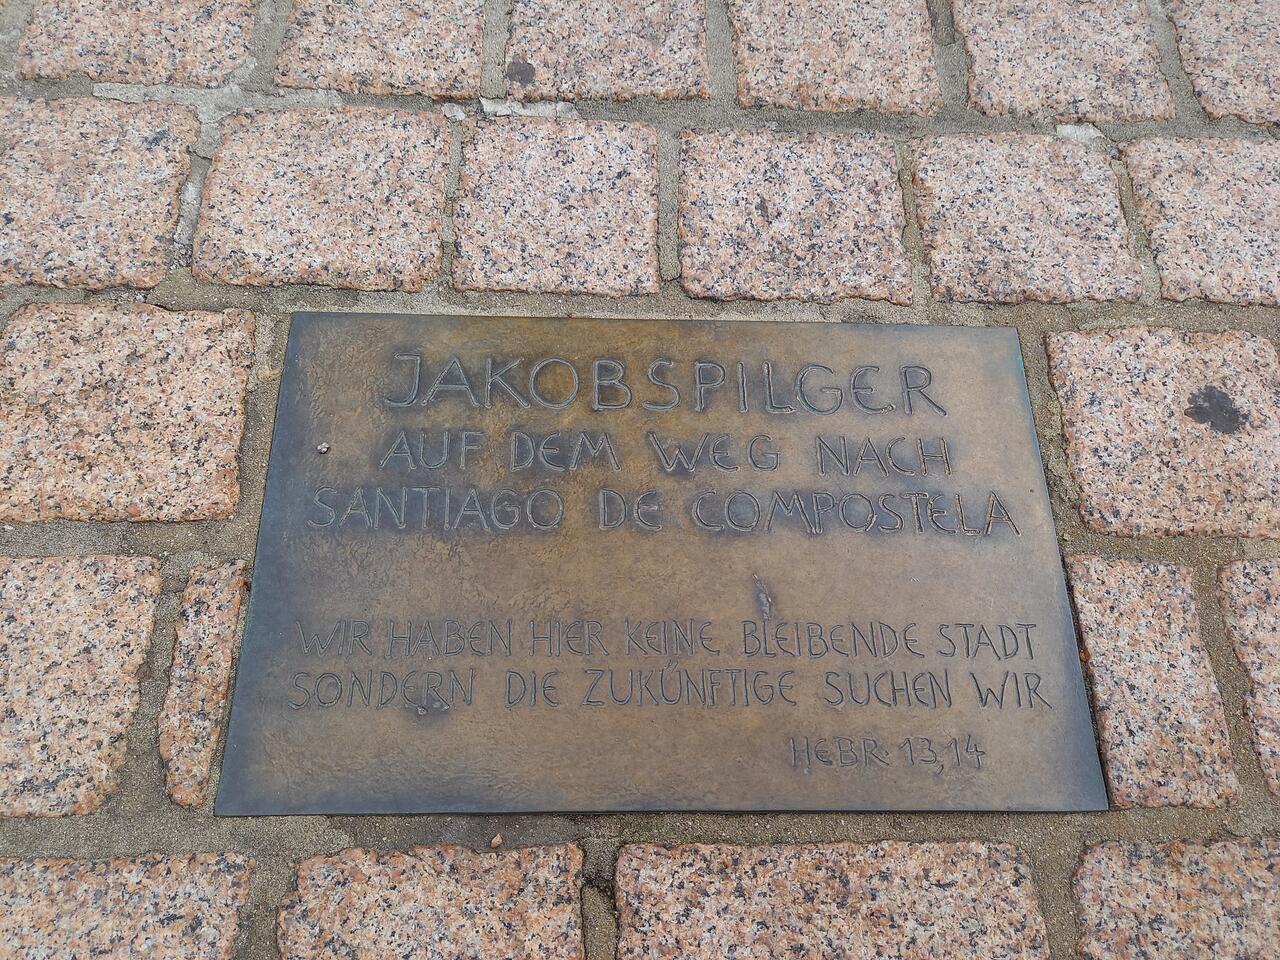 JAKOBSPILGER
AUF DEM WEG NACH
SANTIAGO DE COMPOSTELA
WIR HABEN HIER KEINE BLEIBENDE STADT
SONDERN DIE ZUKÜNFTIGE SUCHEN WIR
HEBR. 13,14